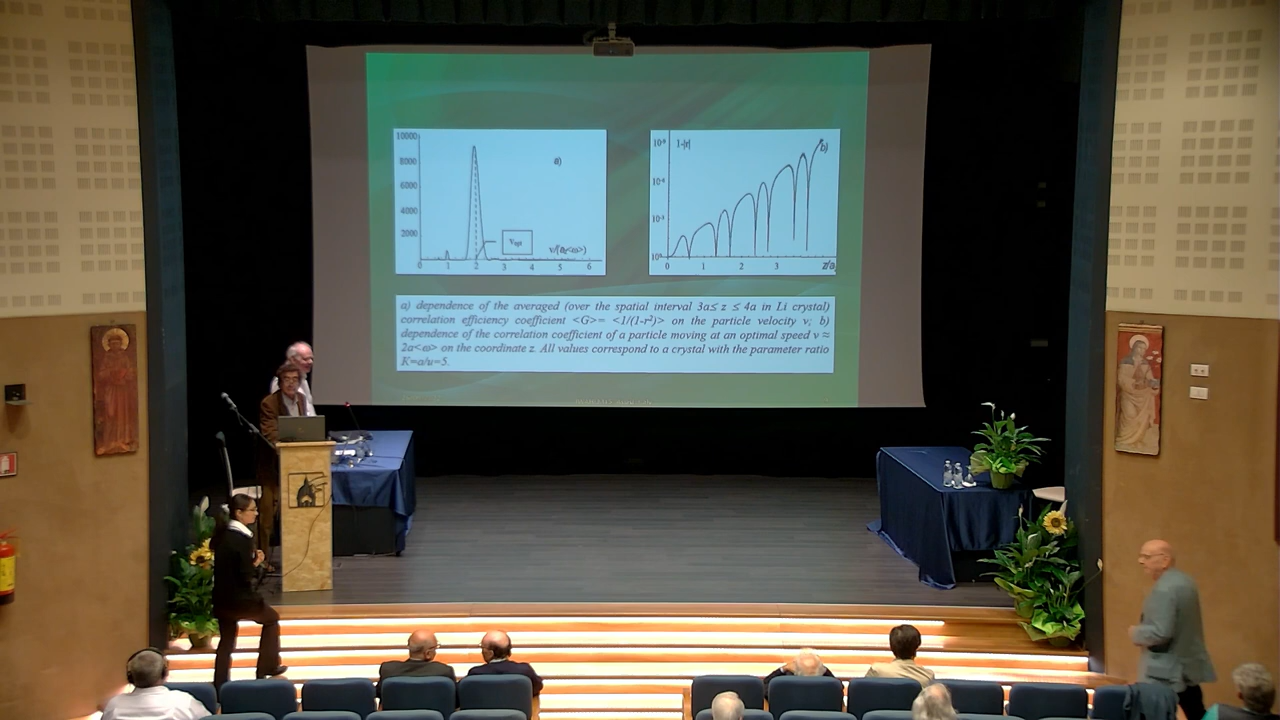 10000
8000
6000
4000
2000
a)
0 1 2 3 4 5 6
1-|r|
b)
0 1 2 3
a) dependence of the averaged (over the spatial interval 3a≤ z ≤ 4a in Li crystal)
correlation efficiency coefficient <G>= <1/(1-r²)> on the particle velocity v; b)
dependence of the correlation coefficient of a particle moving at an optimal speed v ≈
2a<ω> on the coordinate z. All values correspond to a crystal with the parameter ratio
K=a/u=5.